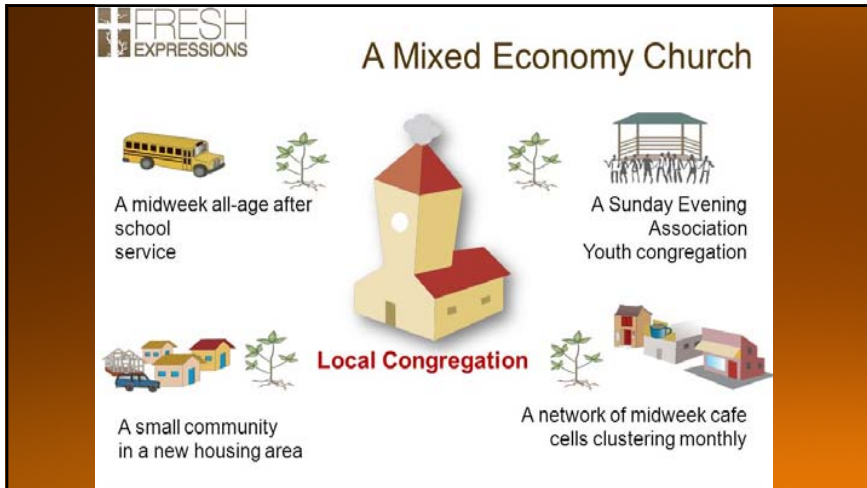 FRESH
EXPRESSIONS
A Mixed Economy Church
A midweek all-age after
school
service
A Sunday Evening
Association
Youth congregation
Local Congregation
A small community
in a new housing area
A network of midweek cafe
cells clustering monthly